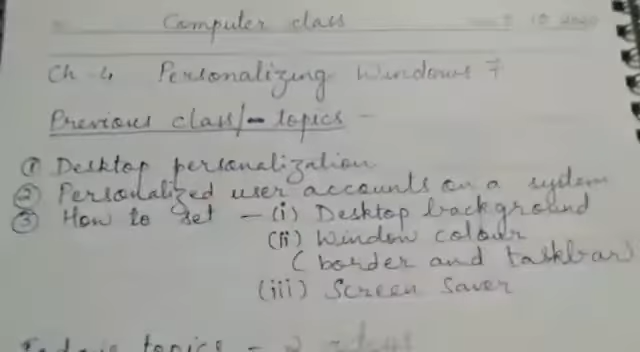 Computer class
Ch 4 Personalizing Windows 7
Previous class/ topics -
① Desktop personalization
② Personalized user accounts on a system
③ How to set - (i) Desktop background
(ii) Window colour
(border and taskbar)
(iii) Screen Saver
topics -